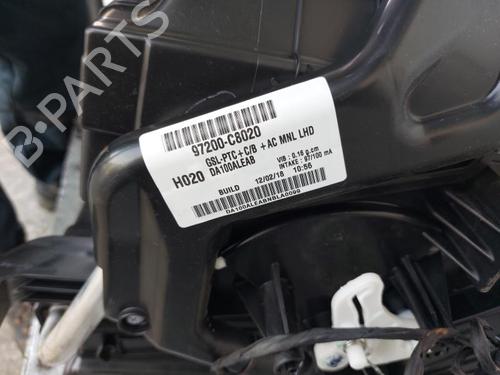 B-PARTS
97200-C8020
GSL-PTC+C/B +AC MNL LHD
H020 DA100ALEAB
VIB : 0.16 g.cm
INTAKE : 97/100 mA
BUILD 12/02/18 10:56
DA100ALEABNBLA0099